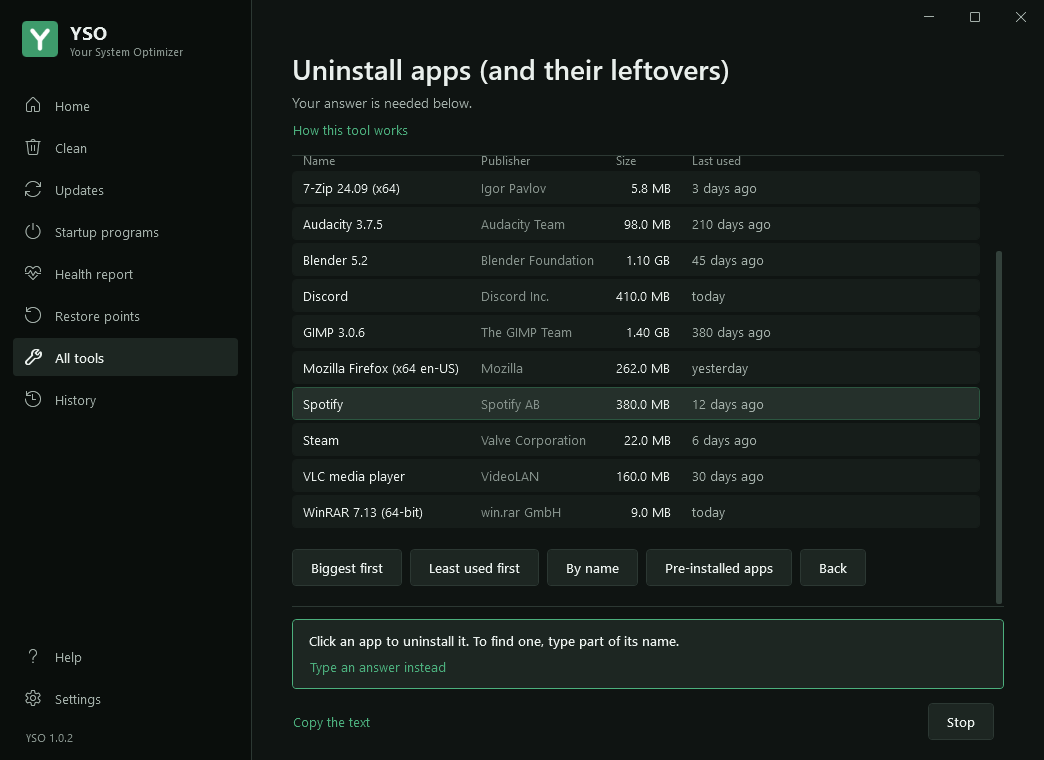 Y
YSO
Your System Optimizer
Home
Clean
Updates
Startup programs
Health report
Restore points
All tools
History
? Help
Settings
YSO 1.0.2
Uninstall apps (and their leftovers)
Your answer is needed below.
How this tool works
Name Publisher Size Last used
7-Zip 24.09 (x64) Igor Pavlov 5.8 MB 3 days ago
Audacity 3.7.5 Audacity Team 98.0 MB 210 days ago
Blender 5.2 Blender Foundation 1.10 GB 45 days ago
Discord Discord Inc. 410.0 MB today
GIMP 3.0.6 The GIMP Team 1.40 GB 380 days ago
Mozilla Firefox (x64 en-US) Mozilla 262.0 MB yesterday
Spotify Spotify AB 380.0 MB 12 days ago
Steam Valve Corporation 22.0 MB 6 days ago
VLC media player VideoLAN 160.0 MB 30 days ago
WinRAR 7.13 (64-bit) win.rar GmbH 9.0 MB today
Biggest first Least used first By name Pre-installed apps Back
Click an app to uninstall it. To find one, type part of its name.
Type an answer instead
Copy the text
Stop